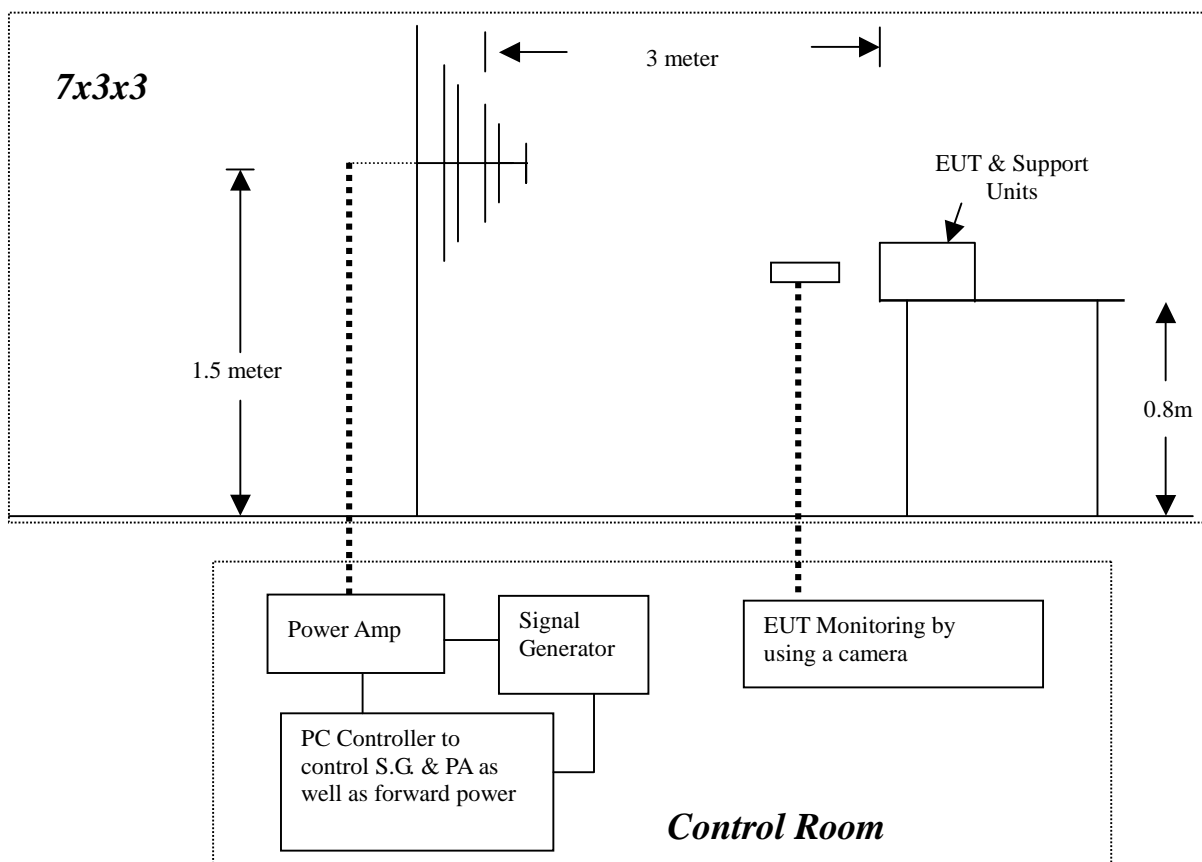 7x3x3
3 meter
EUT & Support
Units
1.5 meter
0.8m
Power Amp
Signal
Generator
EUT Monitoring by
using a camera
PC Controller to
control S.G. & PA as
well as forward power
Control Room